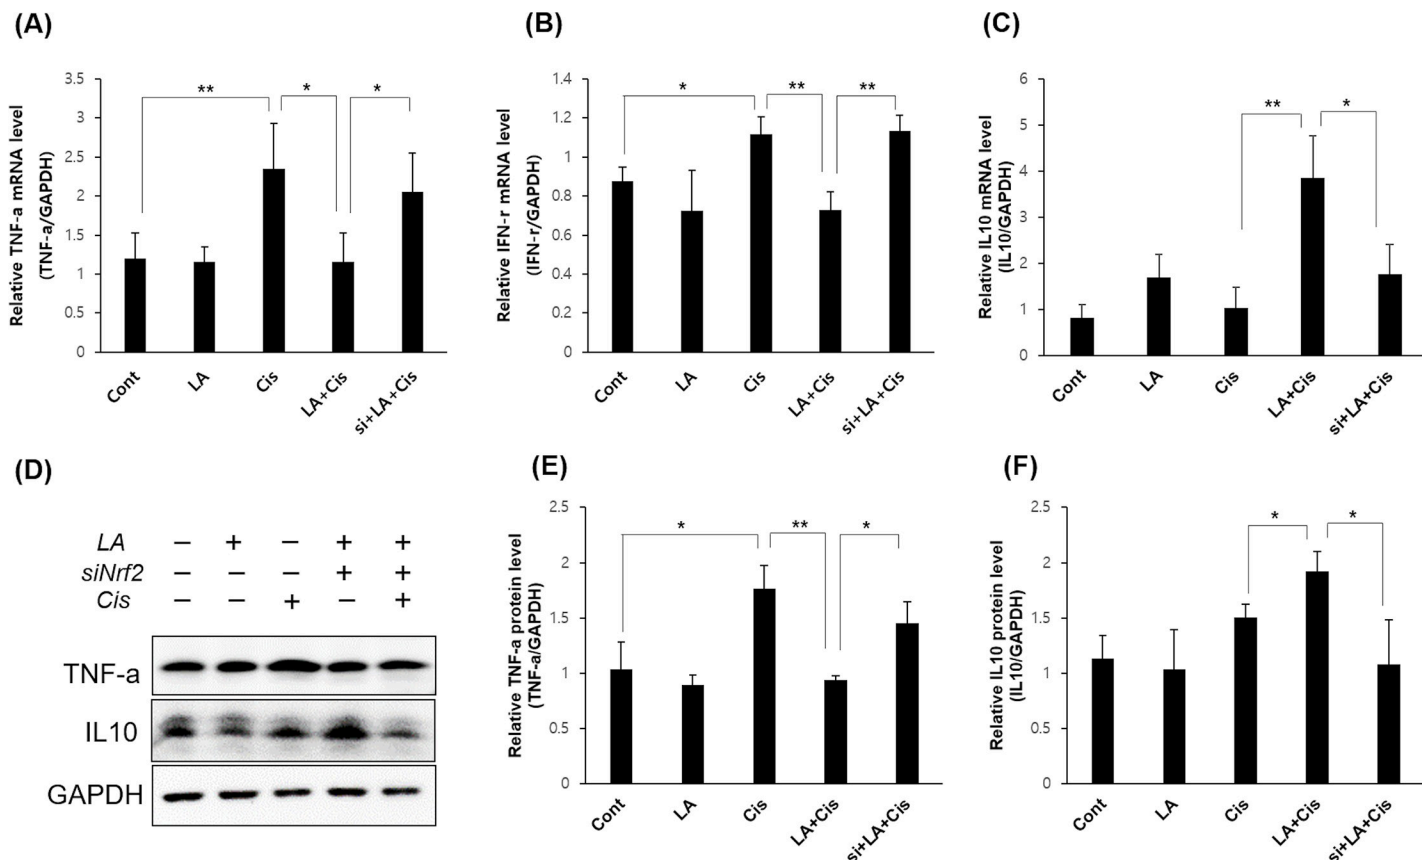 (A)
Relative TNF-a mRNA level
(TNF-a/GAPDH)
3.5
3
2.5
2
1.5
1
0.5
0
** * *
Cont LA Cis LA+Cis si+LA+Cis
(B)
Relative IFN-r mRNA level
(IFN-r/GAPDH)
1.4
1.2
1
0.8
0.6
0.4
0.2
0
* ** **
Cont LA Cis LA+Cis si+LA+Cis
(C)
Relative IL10 mRNA level
(IL10/GAPDH)
6
5
4
3
2
1
0
** *
Cont LA Cis LA+Cis si+LA+Cis
(D)
LA – + – + +
siNrf2 – – – + +
Cis – – + – +
TNF-a
IL10
GAPDH
(E)
Relative TNF-a protein level
(TNF-a/GAPDH)
2.5
2
1.5
1
0.5
0
* ** *
Cont LA Cis LA+Cis si+LA+Cis
(F)
Relative IL10 protein level
(IL10/GAPDH)
2.5
2
1.5
1
0.5
0
* *
Cont LA Cis LA+Cis si+LA+Cis